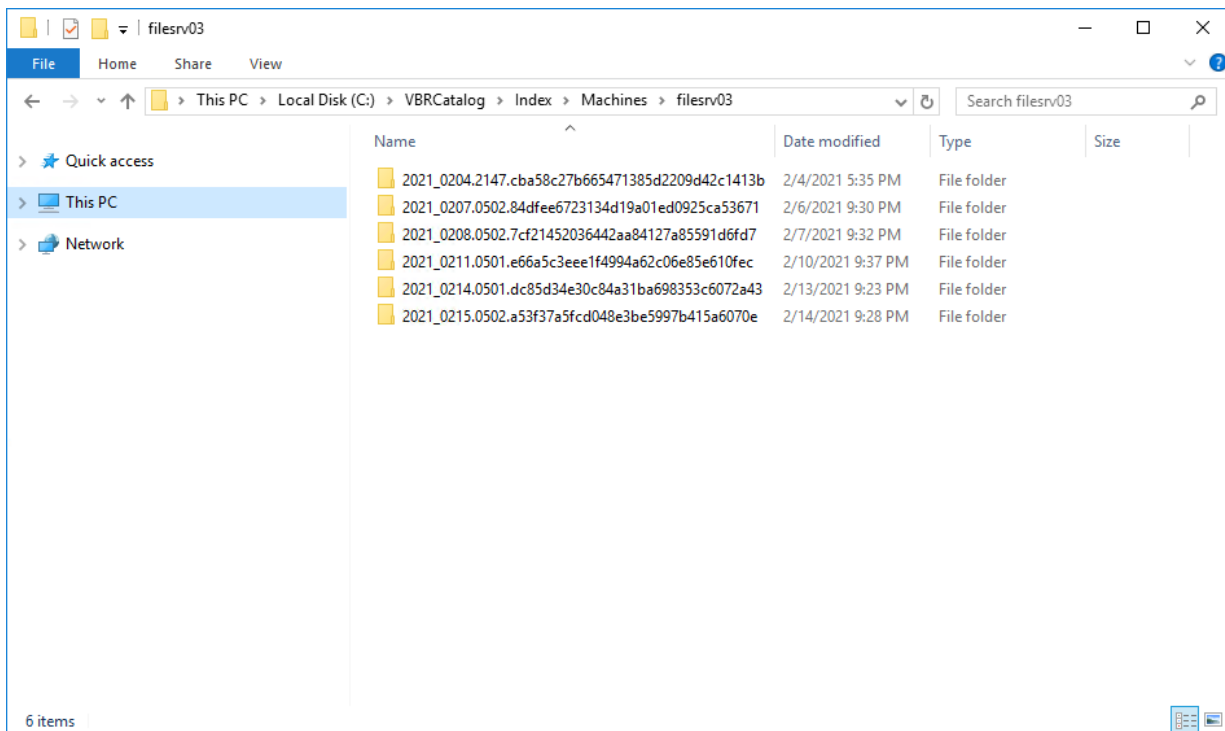 filesrv03
File Home Share View
This PC > Local Disk (C:) > VBRCatalog > Index > Machines > filesrv03 Search filesrv03
Name Date modified Type Size
Quick access
This PC
Network
2021_0204.2147.cba58c27b665471385d2209d42c1413b 2/4/2021 5:35 PM File folder
2021_0207.0502.84dfee6723134d19a01ed0925ca53671 2/6/2021 9:30 PM File folder
2021_0208.0502.7cf21452036442aa84127a85591d6fd7 2/7/2021 9:32 PM File folder
2021_0211.0501.e66a5c3eee1f4994a62c06e85e610fec 2/10/2021 9:37 PM File folder
2021_0214.0501.dc85d34e30c84a31ba698353c6072a43 2/13/2021 9:23 PM File folder
2021_0215.0502.a53f37a5fcd048e3be5997b415a6070e 2/14/2021 9:28 PM File folder
6 items